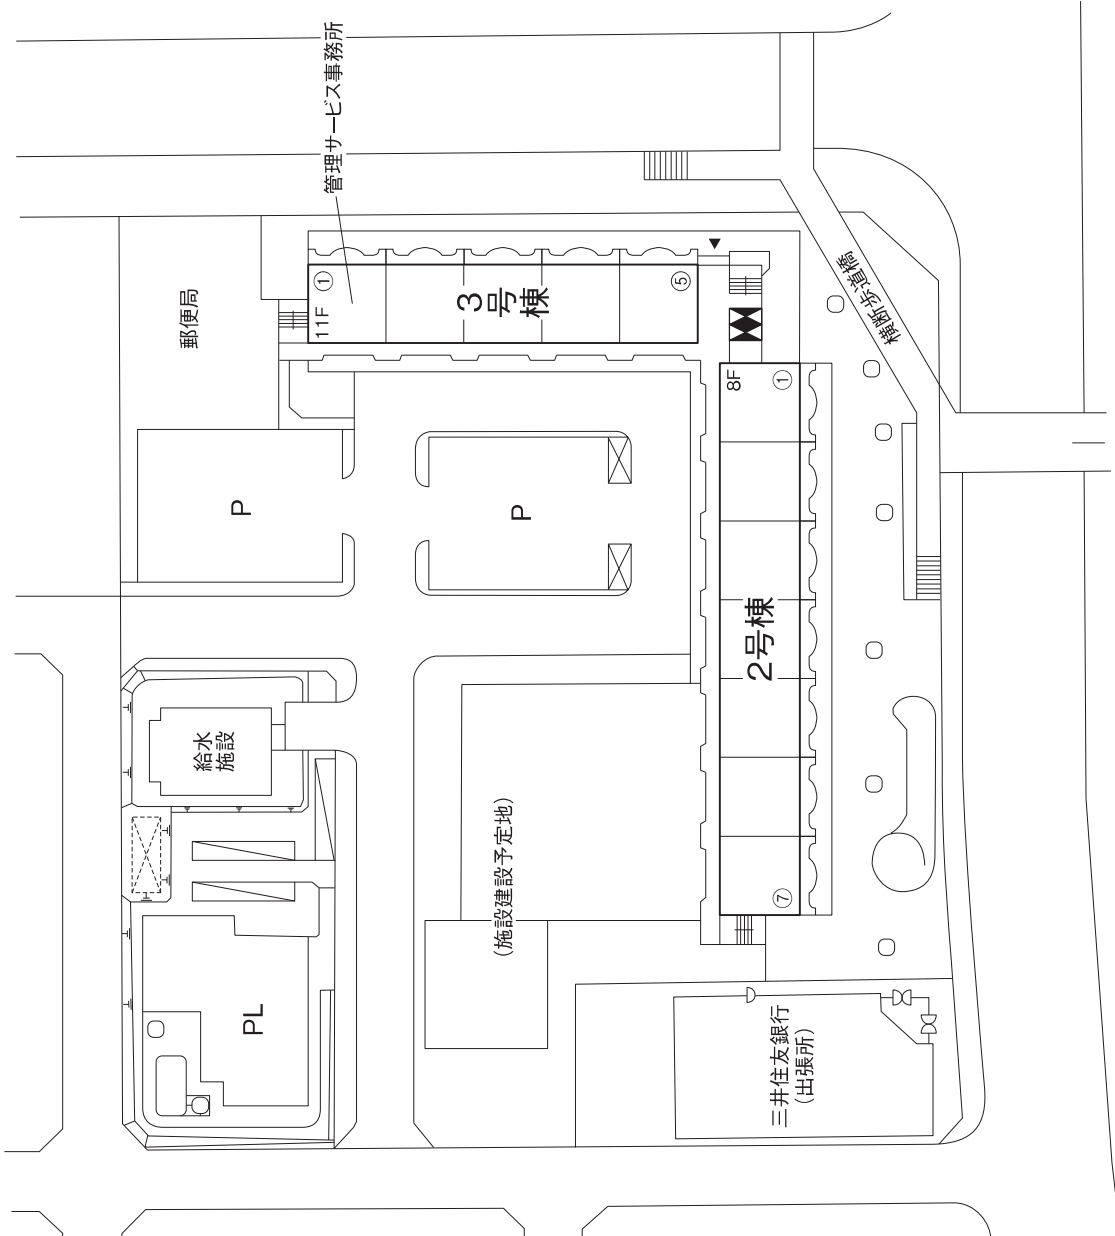 管理サービス事務所
郵便局
①
11F
3号棟
⑤
8F
①
横断歩道橋
P
P
2号棟
⑦
給水
施設
(施設建設予定地)
PL
三井住友銀行
(出張所)